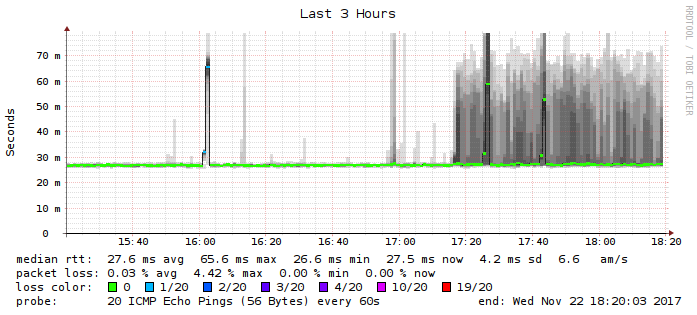 Last 3 Hours
RRDTOOL / TOBI OETIKER
Seconds
70 m
60 m
50 m
40 m
30 m
20 m
10 m
0
15:40 16:00 16:20 16:40 17:00 17:20 17:40 18:00 18:20
median rtt: 27.6 ms avg 65.6 ms max 26.6 ms min 27.5 ms now 4.2 ms sd 6.6 am/s
packet loss: 0.03 % avg 4.42 % max 0.00 % min 0.00 % now
loss color: 0 1/20 2/20 3/20 4/20 10/20 19/20
probe: 20 ICMP Echo Pings (56 Bytes) every 60s end: Wed Nov 22 18:20:03 2017